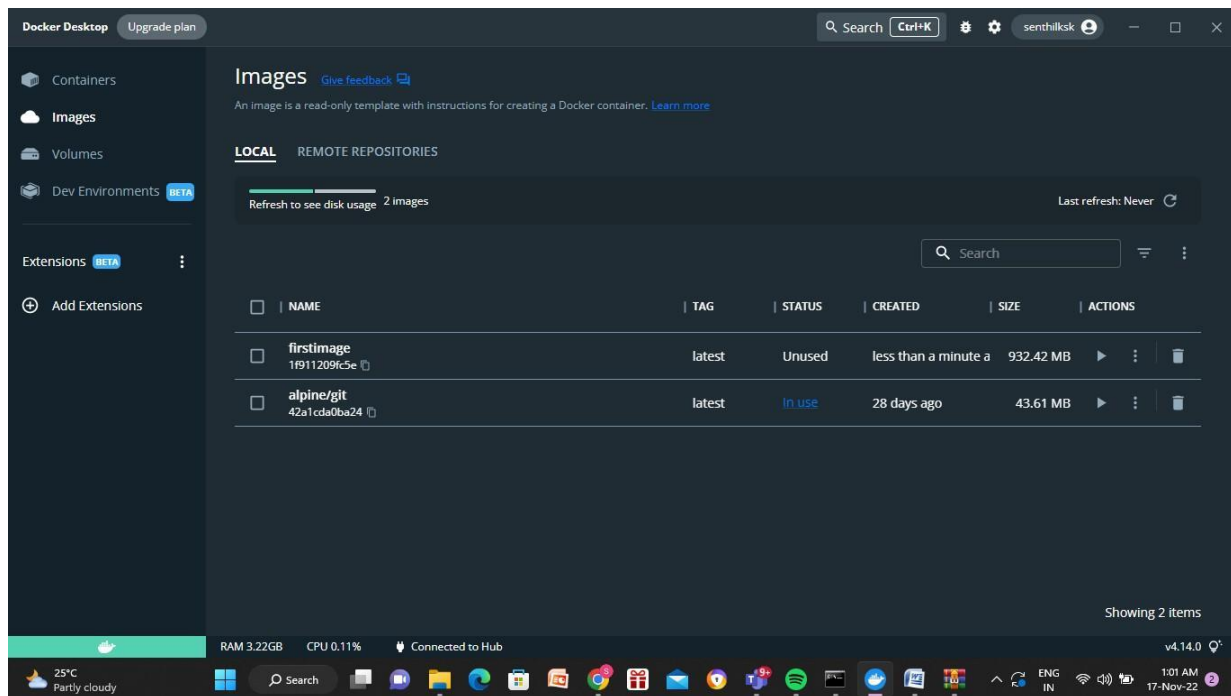 Docker Desktop Upgrade plan Search Ctrl+K senthilksk
Containers
Images
Volumes
Dev Environments BETA
Extensions BETA
Add Extensions
Images Give feedback
An image is a read-only template with instructions for creating a Docker container. Learn more
LOCAL REMOTE REPOSITORIES
Refresh to see disk usage 2 images Last refresh: Never
Search
NAME TAG STATUS CREATED SIZE ACTIONS
firstimage latest Unused less than a minute a 932.42 MB
1f911209fc5e
alpine/git latest In use 28 days ago 43.61 MB
42a1cda0ba24
Showing 2 items
RAM 3.22GB CPU 0.11% Connected to Hub v4.14.0
25°C
Partly cloudy
Search
9+
ENG
IN
1:01 AM
17-Nov-22
2